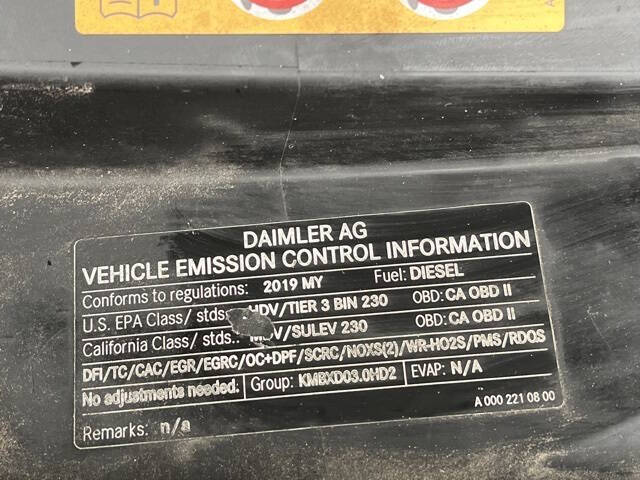 DAIMLER AG
VEHICLE EMISSION CONTROL INFORMATION
Conforms to regulations: 2019 MY Fuel: DIESEL
U.S. EPA Class/ stds HDV/TIER 3 BIN 230 OBD: CA OBD II
California Class/ stds.: /SULEV 230 OBD: CA OBD II
DFI/TC/CAC/EGR/EGRC/OC+DPF/SCRC/NOXS(2)/WR-HO2S/PMS/RDQS
No adjustments needed. Group: KMBXD03.0HD2 EVAP: N/A
Remarks: n/a A 000 221 08 00